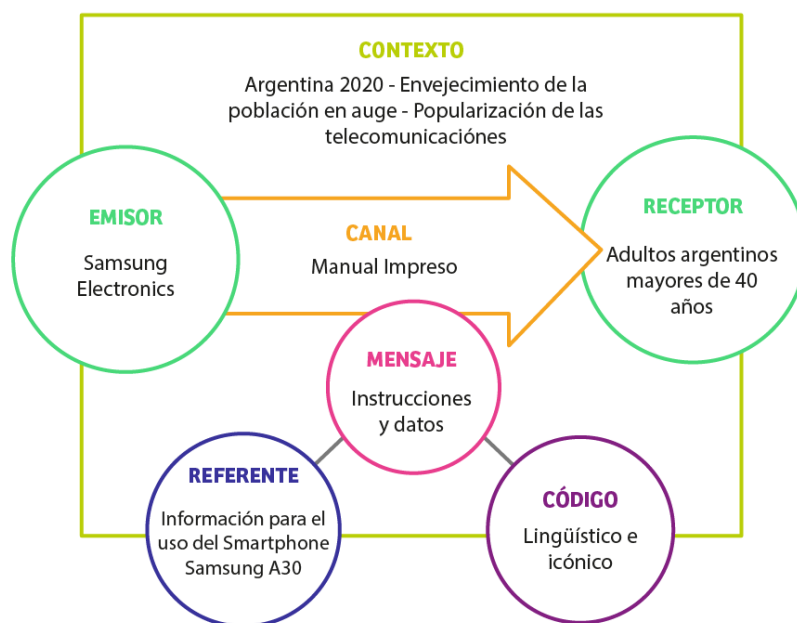 CONTEXTO
Argentina 2020 - Envejecimiento de la
población en auge - Popularización de las
telecomunicaciónes
EMISOR
Samsung
Electronics
CANAL
Manual Impreso
RECEPTOR
Adultos argentinos
mayores de 40
años
MENSAJE
Instrucciones
y datos
REFERENTE
Información para el
uso del Smartphone
Samsung A30
CÓDIGO
Lingüístico e
icónico